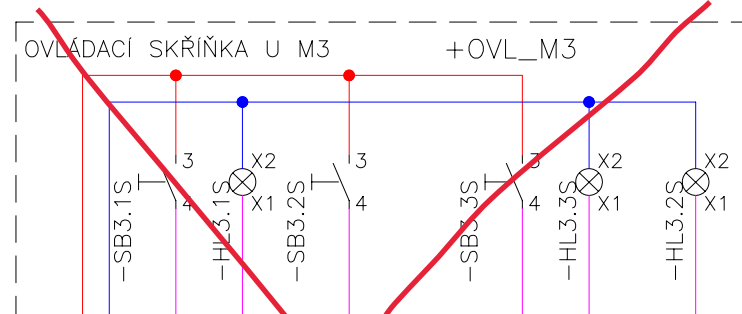 OVLÁDACÍ SKŘÍŇKA U M3
+OVL_M3
3
X2
3
3
X2
X2
4
X1
4
4
X1
X1
-SB3.1S
-HL3.1S
-SB3.2S
-SB3.3S
-HL3.3S
-HL3.2S